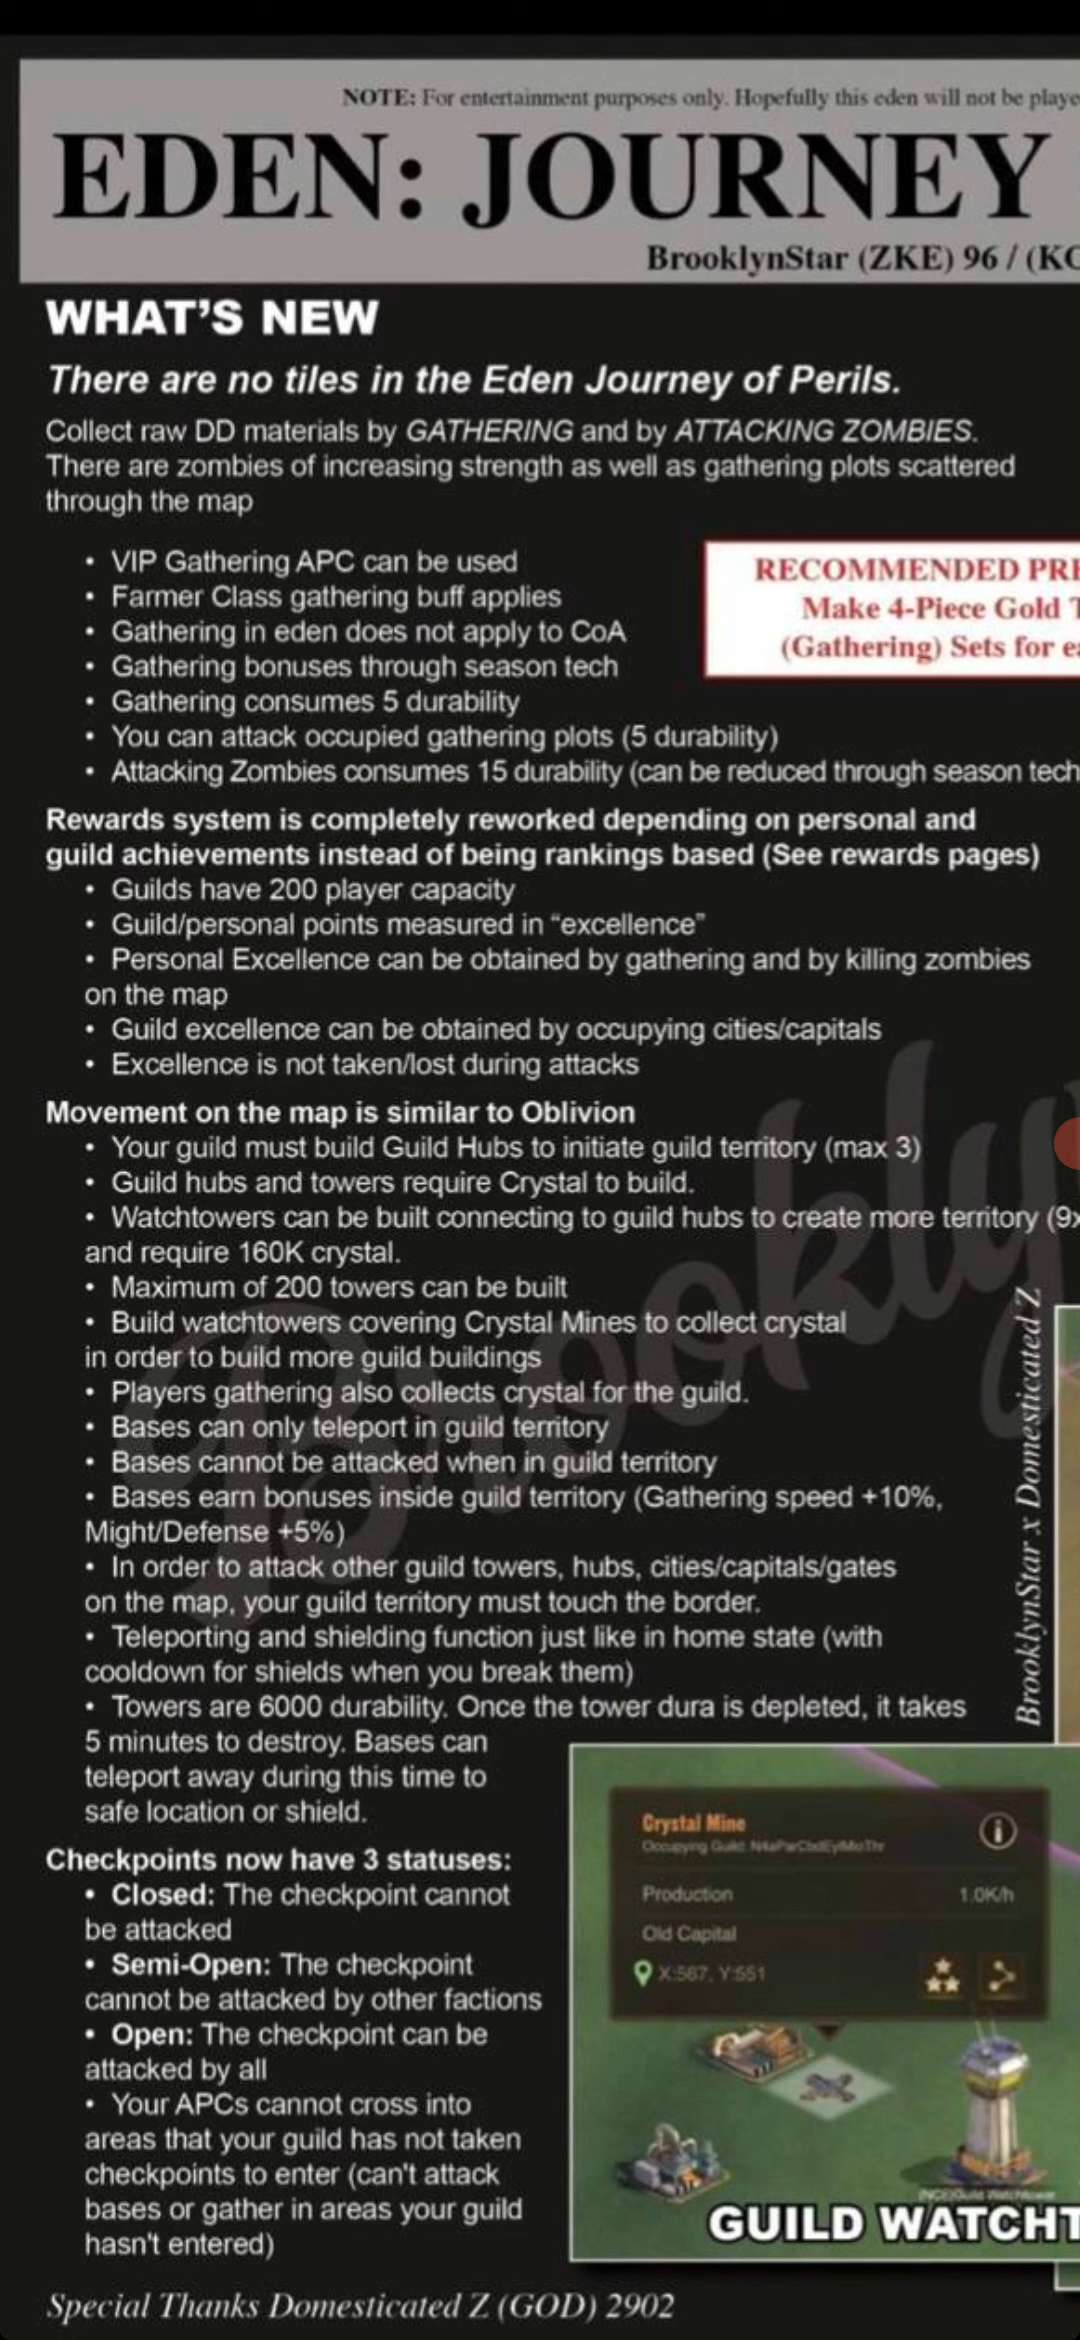 NOTE: For entertainment purposes only. Hopefully this eden will not be playe
EDEN: JOURNEY
BrooklynStar (ZKE) 96 / (KC
WHAT'S NEW
There are no tiles in the Eden Journey of Perils.
Collect raw DD materials by GATHERING and by ATTACKING ZOMBIES.
There are zombies of increasing strength as well as gathering plots scattered
through the map
• VIP Gathering APC can be used
• Farmer Class gathering buff applies
• Gathering in eden does not apply to CoA
• Gathering bonuses through season tech
• Gathering consumes 5 durability
• You can attack occupied gathering plots (5 durability)
• Attacking Zombies consumes 15 durability (can be reduced through season tech
RECOMMENDED PRE
Make 4-Piece Gold T
(Gathering) Sets for ea
Rewards system is completely reworked depending on personal and
guild achievements instead of being rankings based (See rewards pages)
• Guilds have 200 player capacity
• Guild/personal points measured in “excellence”
• Personal Excellence can be obtained by gathering and by killing zombies
on the map
• Guild excellence can be obtained by occupying cities/capitals
• Excellence is not taken/lost during attacks
Movement on the map is similar to Oblivion
• Your guild must build Guild Hubs to initiate guild territory (max 3)
• Guild hubs and towers require Crystal to build.
• Watchtowers can be built connecting to guild hubs to create more territory (9x
and require 160K crystal.
• Maximum of 200 towers can be built
• Build watchtowers covering Crystal Mines to collect crystal
in order to build more guild buildings
• Players gathering also collects crystal for the guild.
• Bases can only teleport in guild territory
• Bases cannot be attacked when in guild territory
• Bases earn bonuses inside guild territory (Gathering speed +10%,
Might/Defense +5%)
• In order to attack other guild towers, hubs, cities/capitals/gates
on the map, your guild territory must touch the border.
• Teleporting and shielding function just like in home state (with
cooldown for shields when you break them)
• Towers are 6000 durability. Once the tower dura is depleted, it takes
5 minutes to destroy. Bases can
teleport away during this time to
safe location or shield.
Checkpoints now have 3 statuses:
• Closed: The checkpoint cannot
be attacked
• Semi-Open: The checkpoint
cannot be attacked by other factions
• Open: The checkpoint can be
attacked by all
• Your APCs cannot cross into
areas that your guild has not taken
checkpoints to enter (can't attack
bases or gather in areas your guild
hasn't entered)
Special Thanks Domesticated Z (GOD) 2902
BrooklynStar x Domesticated Z
Crystal Mine
Occupying Guild:
Production 1.0K/h
Old Capital
X:567, Y:551
GUILD WATCHT
Brookly